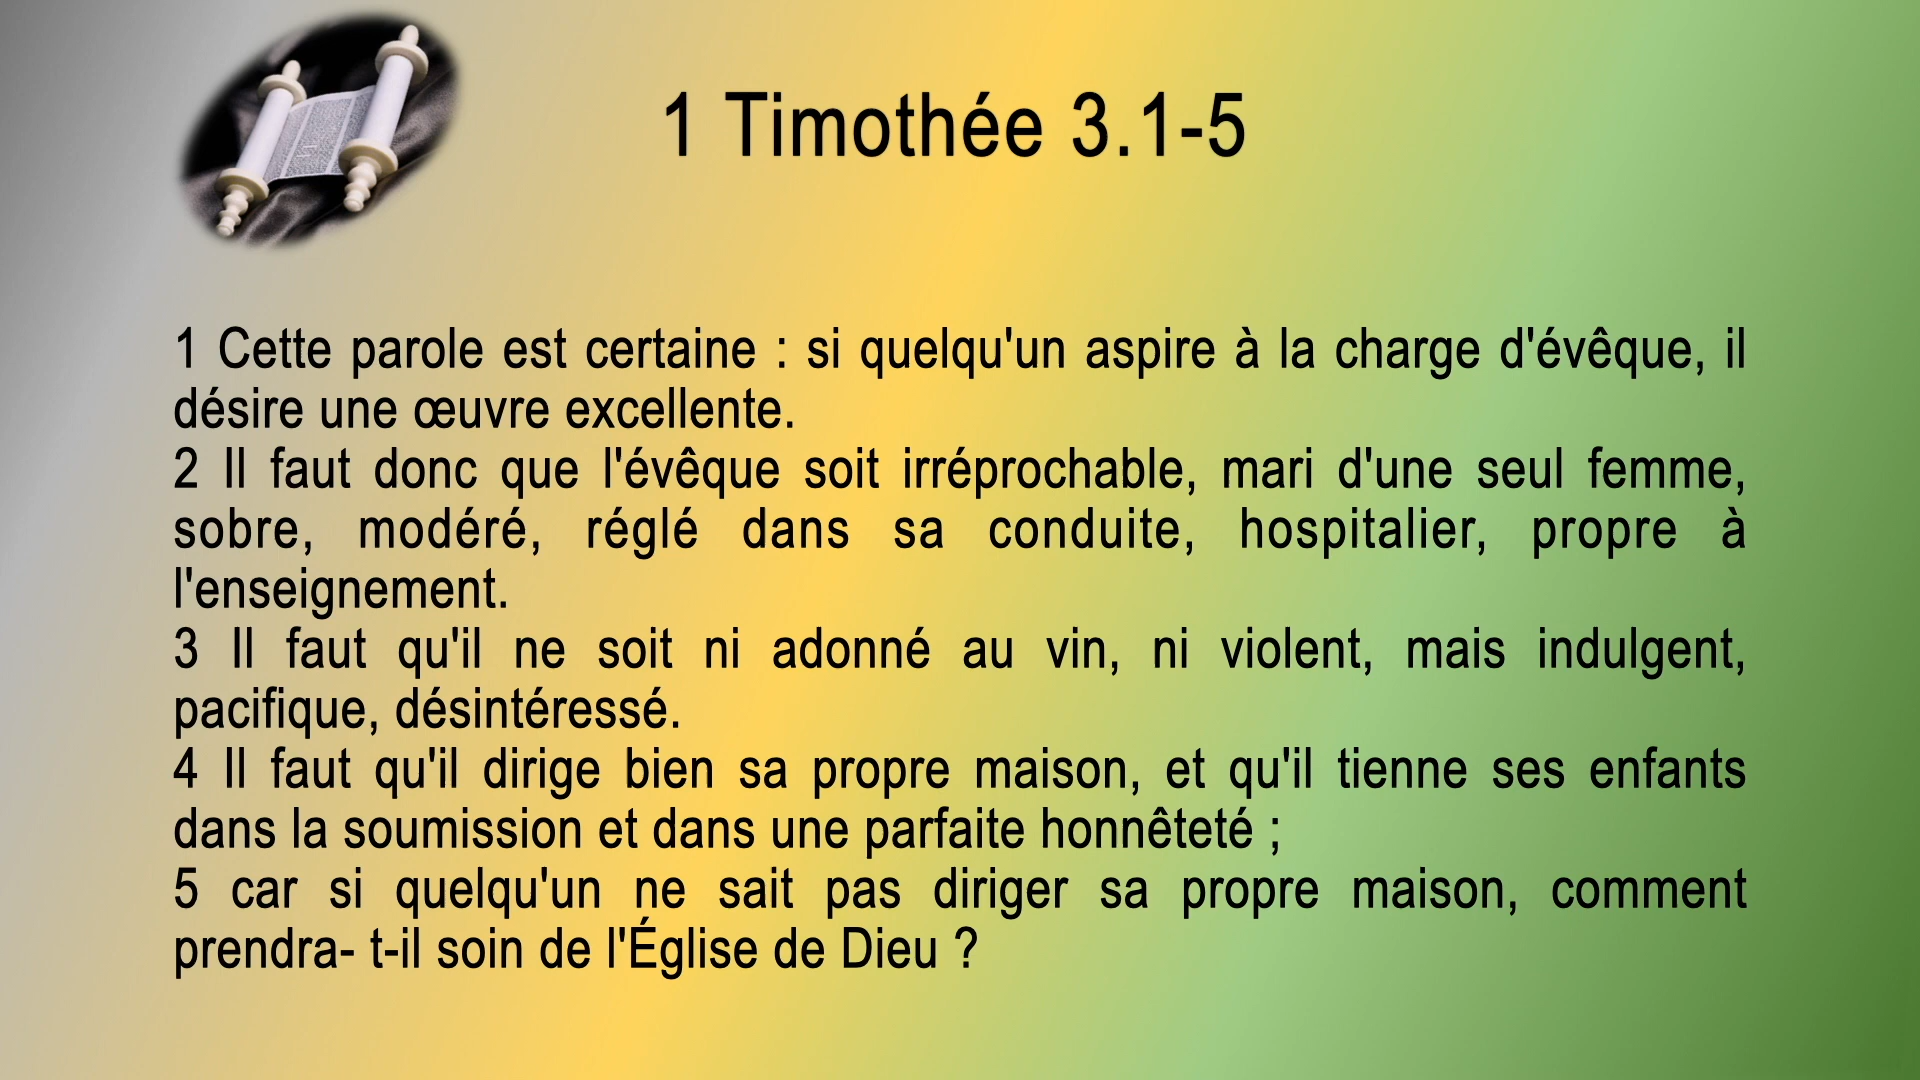 1 Timothée 3.1-5
1 Cette parole est certaine : si quelqu'un aspire à la charge d'évêque, il
désire une œuvre excellente.
2 Il faut donc que l'évêque soit irréprochable, mari d'une seul femme,
sobre, modéré, réglé dans sa conduite, hospitalier, propre à
l'enseignement.
3 Il faut qu'il ne soit ni adonné au vin, ni violent, mais indulgent,
pacifique, désintéressé.
4 Il faut qu'il dirige bien sa propre maison, et qu'il tienne ses enfants
dans la soumission et dans une parfaite honnêteté ;
5 car si quelqu'un ne sait pas diriger sa propre maison, comment
prendra- t-il soin de l'Église de Dieu ?